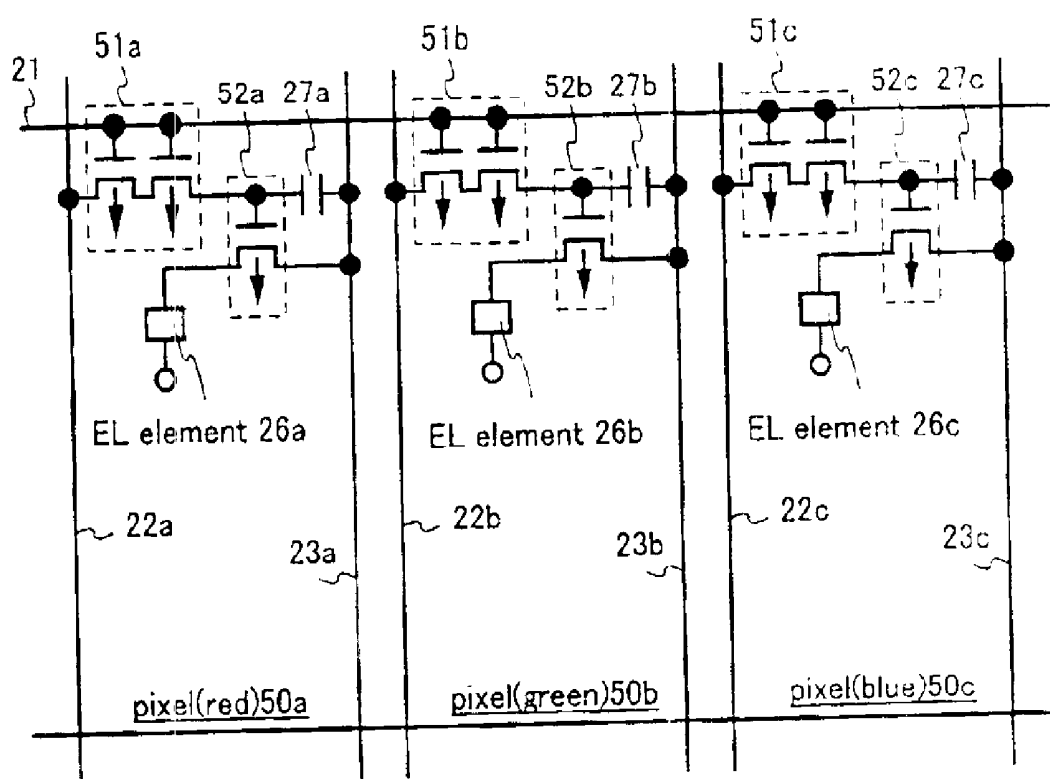 51a
51b
51c
21
52a
27a
52b
27b
52c
27c
EL element 26a
EL element 26b
EL element 26c
22a
22b
22c
23a
23b
23c
pixel(red)50a
pixel(green)50b
pixel(blue)50c